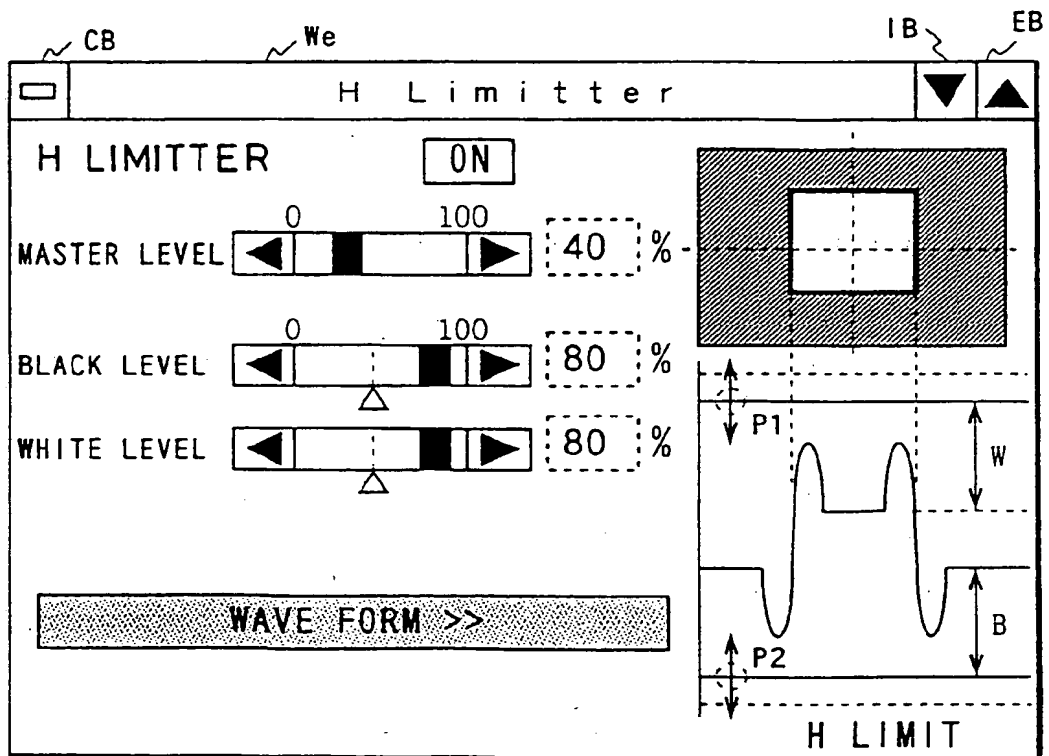 CB We IB EB
H Limitter
H LIMITTER ON
0 100
MASTER LEVEL 40 %
0 100
BLACK LEVEL 80 %
WHITE LEVEL 80 %
P1
W
WAVE FORM >>
B
P2
H LIMIT